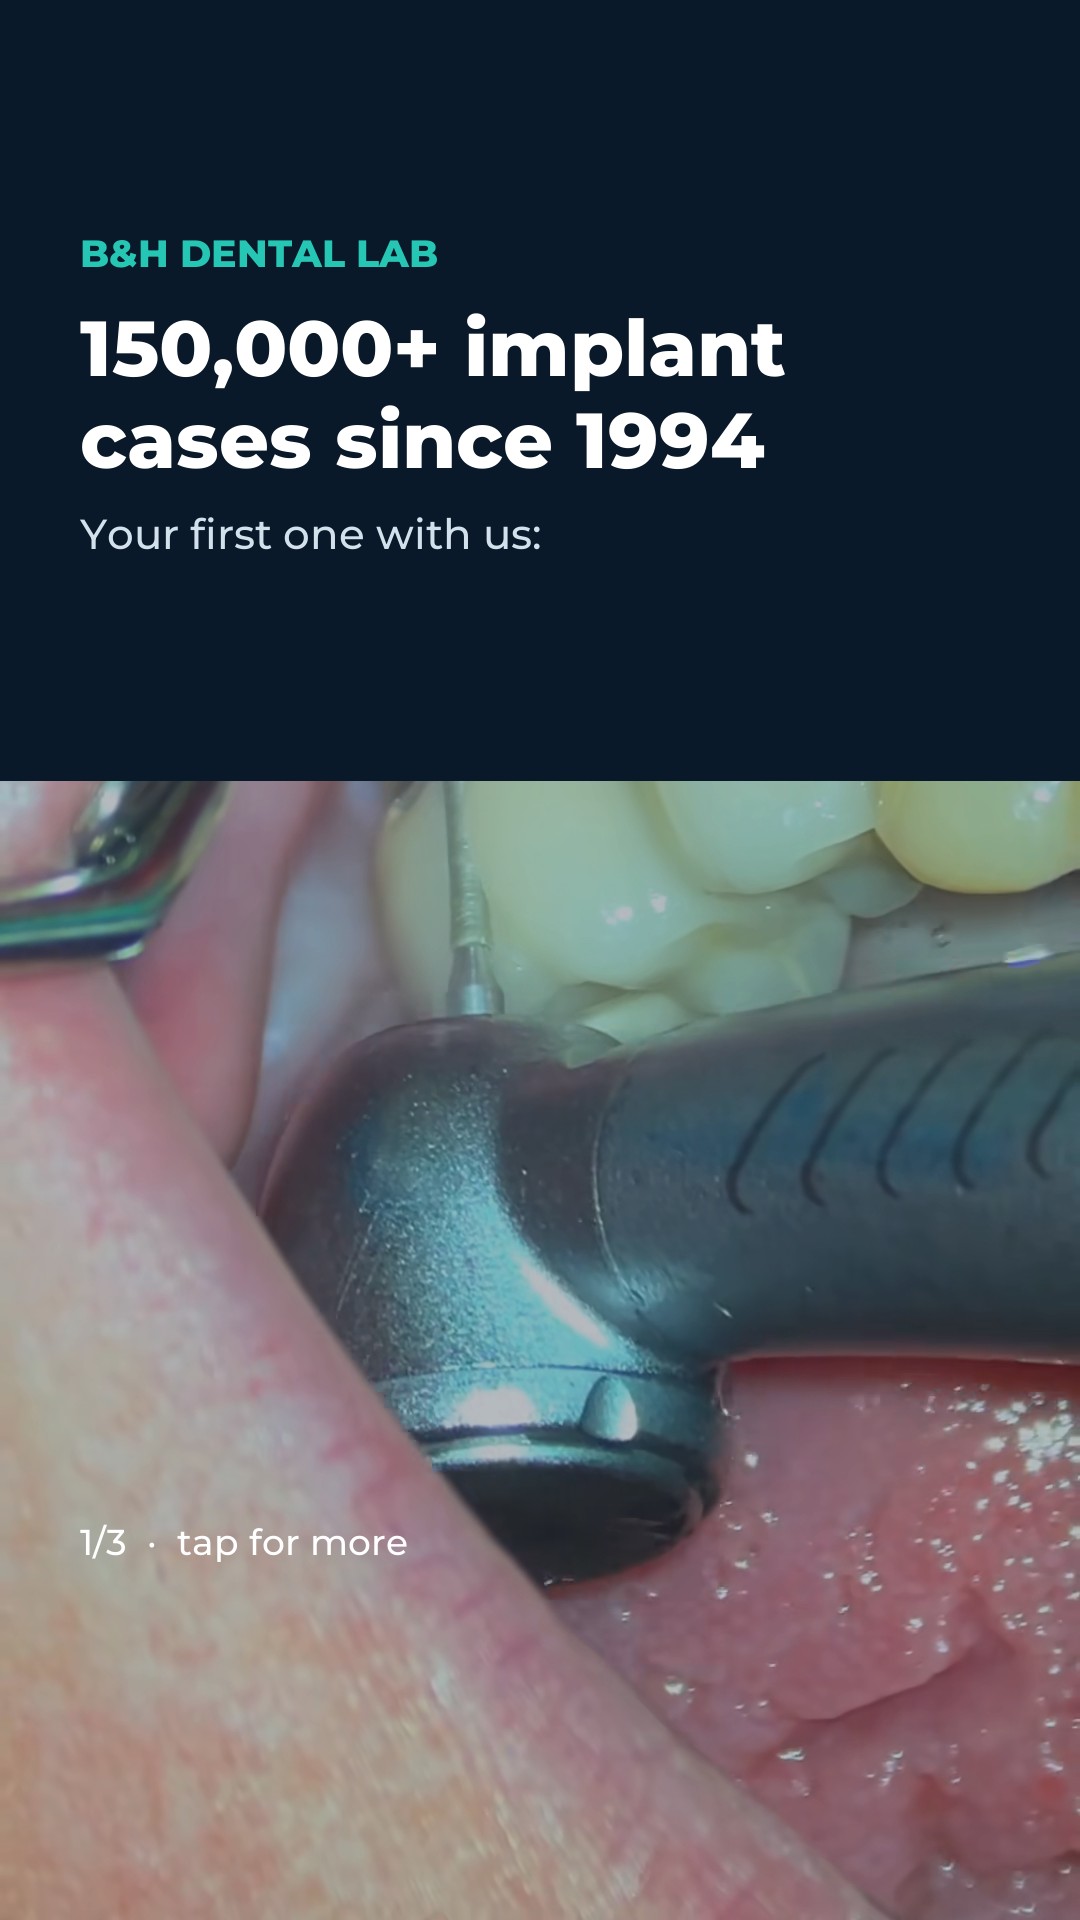 B&H DENTAL LAB
150,000+ implant
cases since 1994
Your first one with us:
1/3 · tap for more